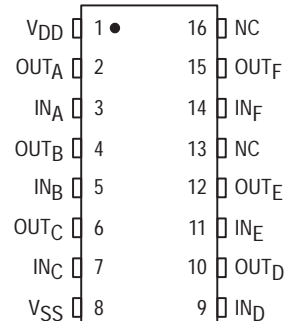 VDD 1 16 NC
OUTA 2 15 OUTF
INA 3 14 INF
OUTB 4 13 NC
INB 5 12 OUTE
OUTC 6 11 INE
INC 7 10 OUTD
VSS 8 9 IND